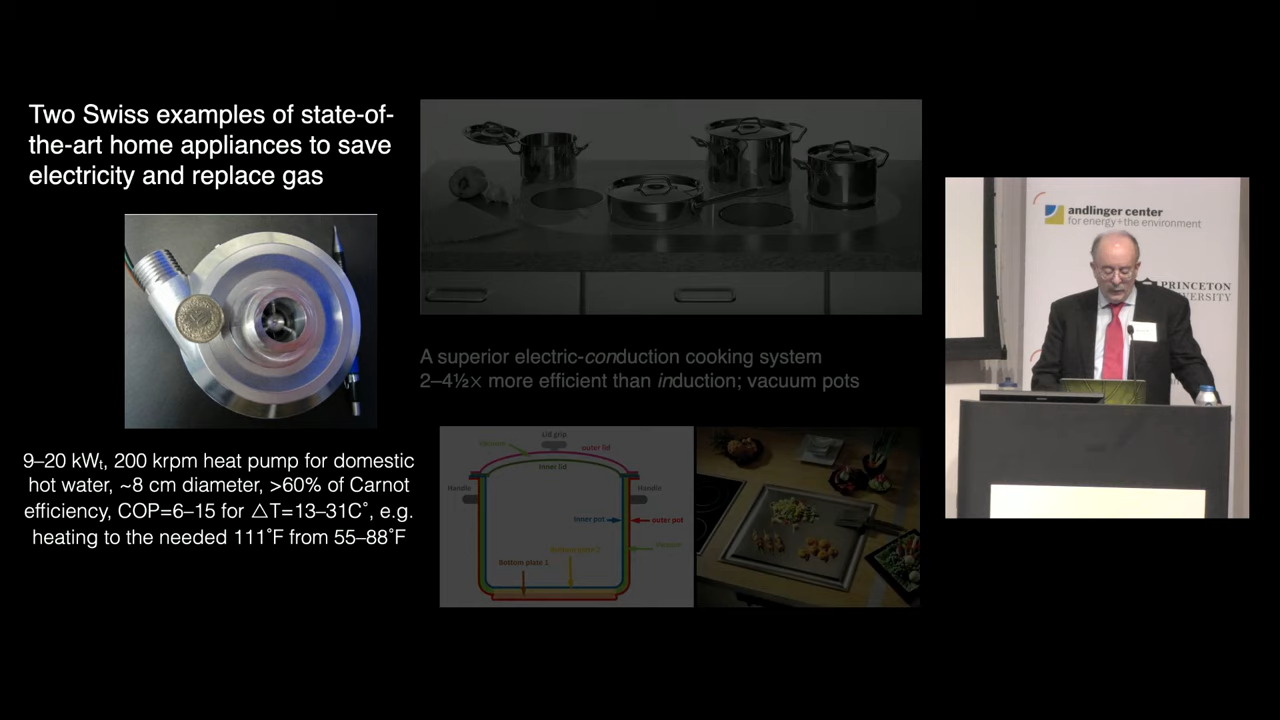 Two Swiss examples of state-of-
the-art home appliances to save
electricity and replace gas
9–20 kWt, 200 krpm heat pump for domestic
hot water, ~8 cm diameter, >60% of Carnot
efficiency, COP=6–15 for △T=13–31C˚, e.g.
heating to the needed 111˚F from 55–88˚F
A superior electric-conduction cooking system
2–4½× more efficient than induction; vacuum pots
Vacuum
Lid grip
outer lid
Inner lid
Handle
Handle
Inner pot
outer pot
Vacuum
Bottom plate 2
Bottom plate 1
andlinger center
for energy+the environment
PRINCETON